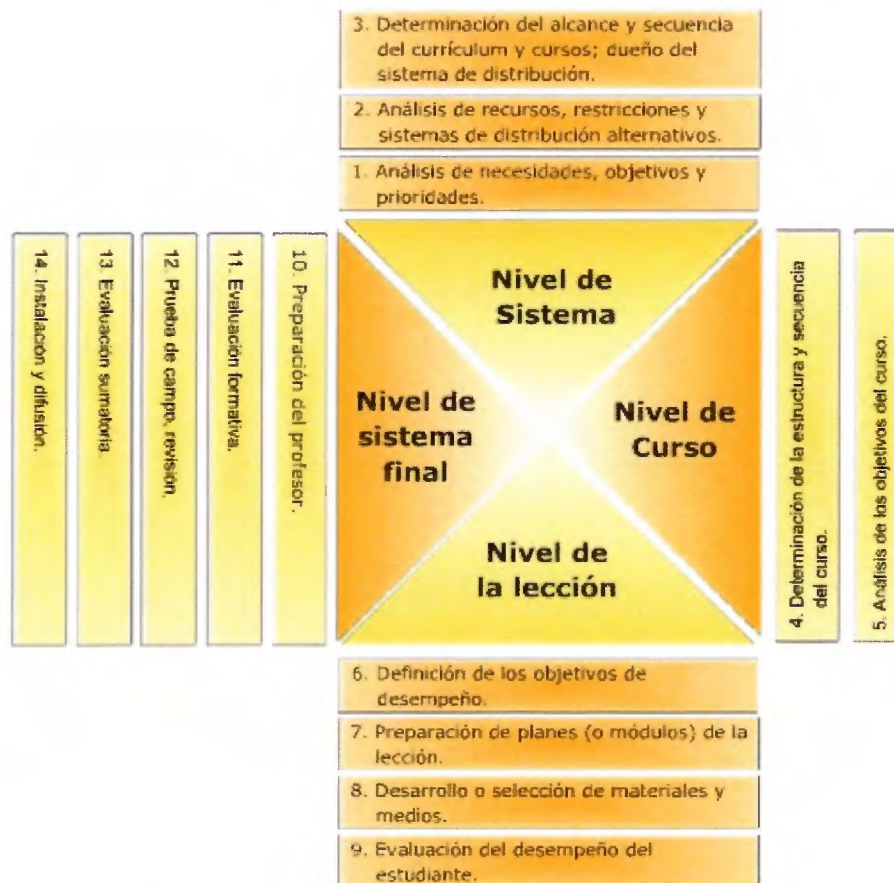 3. Determinación del alcance y secuencia
del currículum y cursos; dueño del
sistema de distribución.
2. Análisis de recursos, restricciones y
sistemas de distribución alternativos.
1. Análisis de necesidades, objetivos y
prioridades.
14. Instalación y difusión.
13. Evaluación sumatoria
12. Prueba de campo, revisión.
11. Evaluación formativa.
10. Preparación del profesor.
Nivel de
Sistema
Nivel de
sistema
final
Nivel de
Curso
Nivel de
la lección
4. Determinación de la estructura y secuencia
del curso.
5. Análisis de los objetivos del curso.
6. Definición de los objetivos de
desempeño.
7. Preparación de planes (o módulos) de la
lección.
8. Desarrollo o selección de materiales y
medios.
9. Evaluación del desempeño del
estudiante.